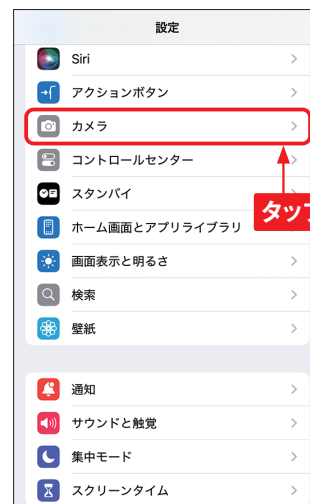 設定
Siri
アクションボタン
カメラ
コントロールセンター
スタンバイ
タップ
ホーム画面とアプリライブラリ
画面表示と明るさ
検索
壁紙
通知
サウンドと触覚
集中モード
スクリーンタイム